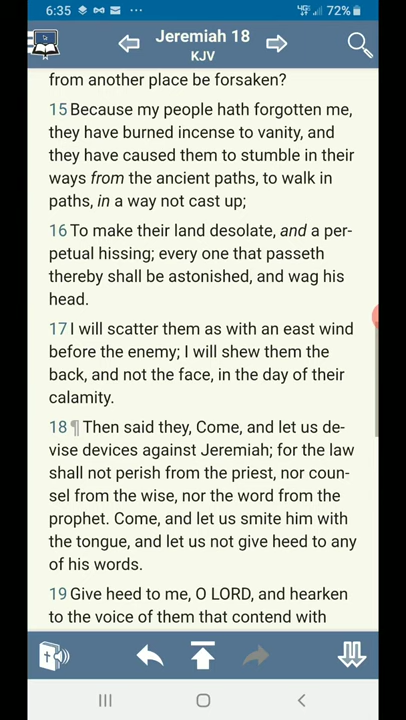 6:35
72%
Jeremiah 18
KJV
from another place be forsaken?
15 Because my people hath forgotten me,
they have burned incense to vanity, and
they have caused them to stumble in their
ways from the ancient paths, to walk in
paths, in a way not cast up;
16 To make their land desolate, and a per-
petual hissing; every one that passeth
thereby shall be astonished, and wag his
head.
17 I will scatter them as with an east wind
before the enemy; I will shew them the
back, and not the face, in the day of their
calamity.
18 ¶ Then said they, Come, and let us de-
vise devices against Jeremiah; for the law
shall not perish from the priest, nor coun-
sel from the wise, nor the word from the
prophet. Come, and let us smite him with
the tongue, and let us not give heed to any
of his words.
19 Give heed to me, O LORD, and hearken
to the voice of them that contend with